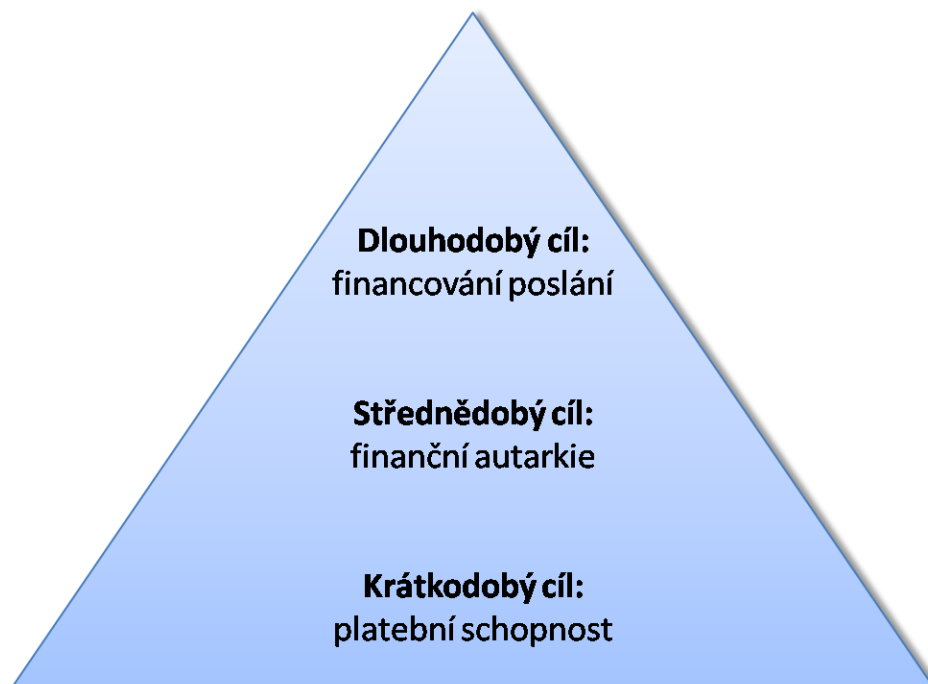 Dlouhodobý cíl:
financování poslání
Střednědobý cíl:
finanční autarkie
Krátkodobý cíl:
platební schopnost